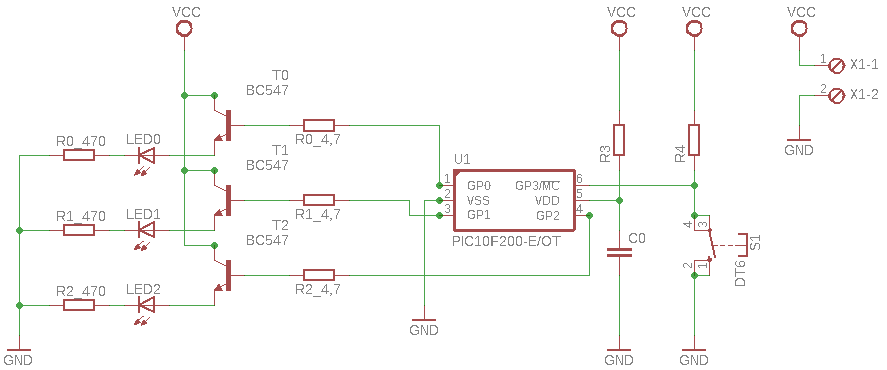 VCC
VCC
VCC
VCC
T0
BC547
1
X1-1
2
X1-2
R0_470
LED0
R0_4,7
R3
R4
GND
T1
BC547
U1
1
GP0
GP3/MC
6
2
VSS
VDD
5
3
GP1
GP2
4
PIC10F200-E/OT
R1_470
LED1
R1_4,7
T2
BC547
C0
4
3
S1
2
1
DT6
R2_470
LED2
R2_4,7
GND
GND
GND
GND